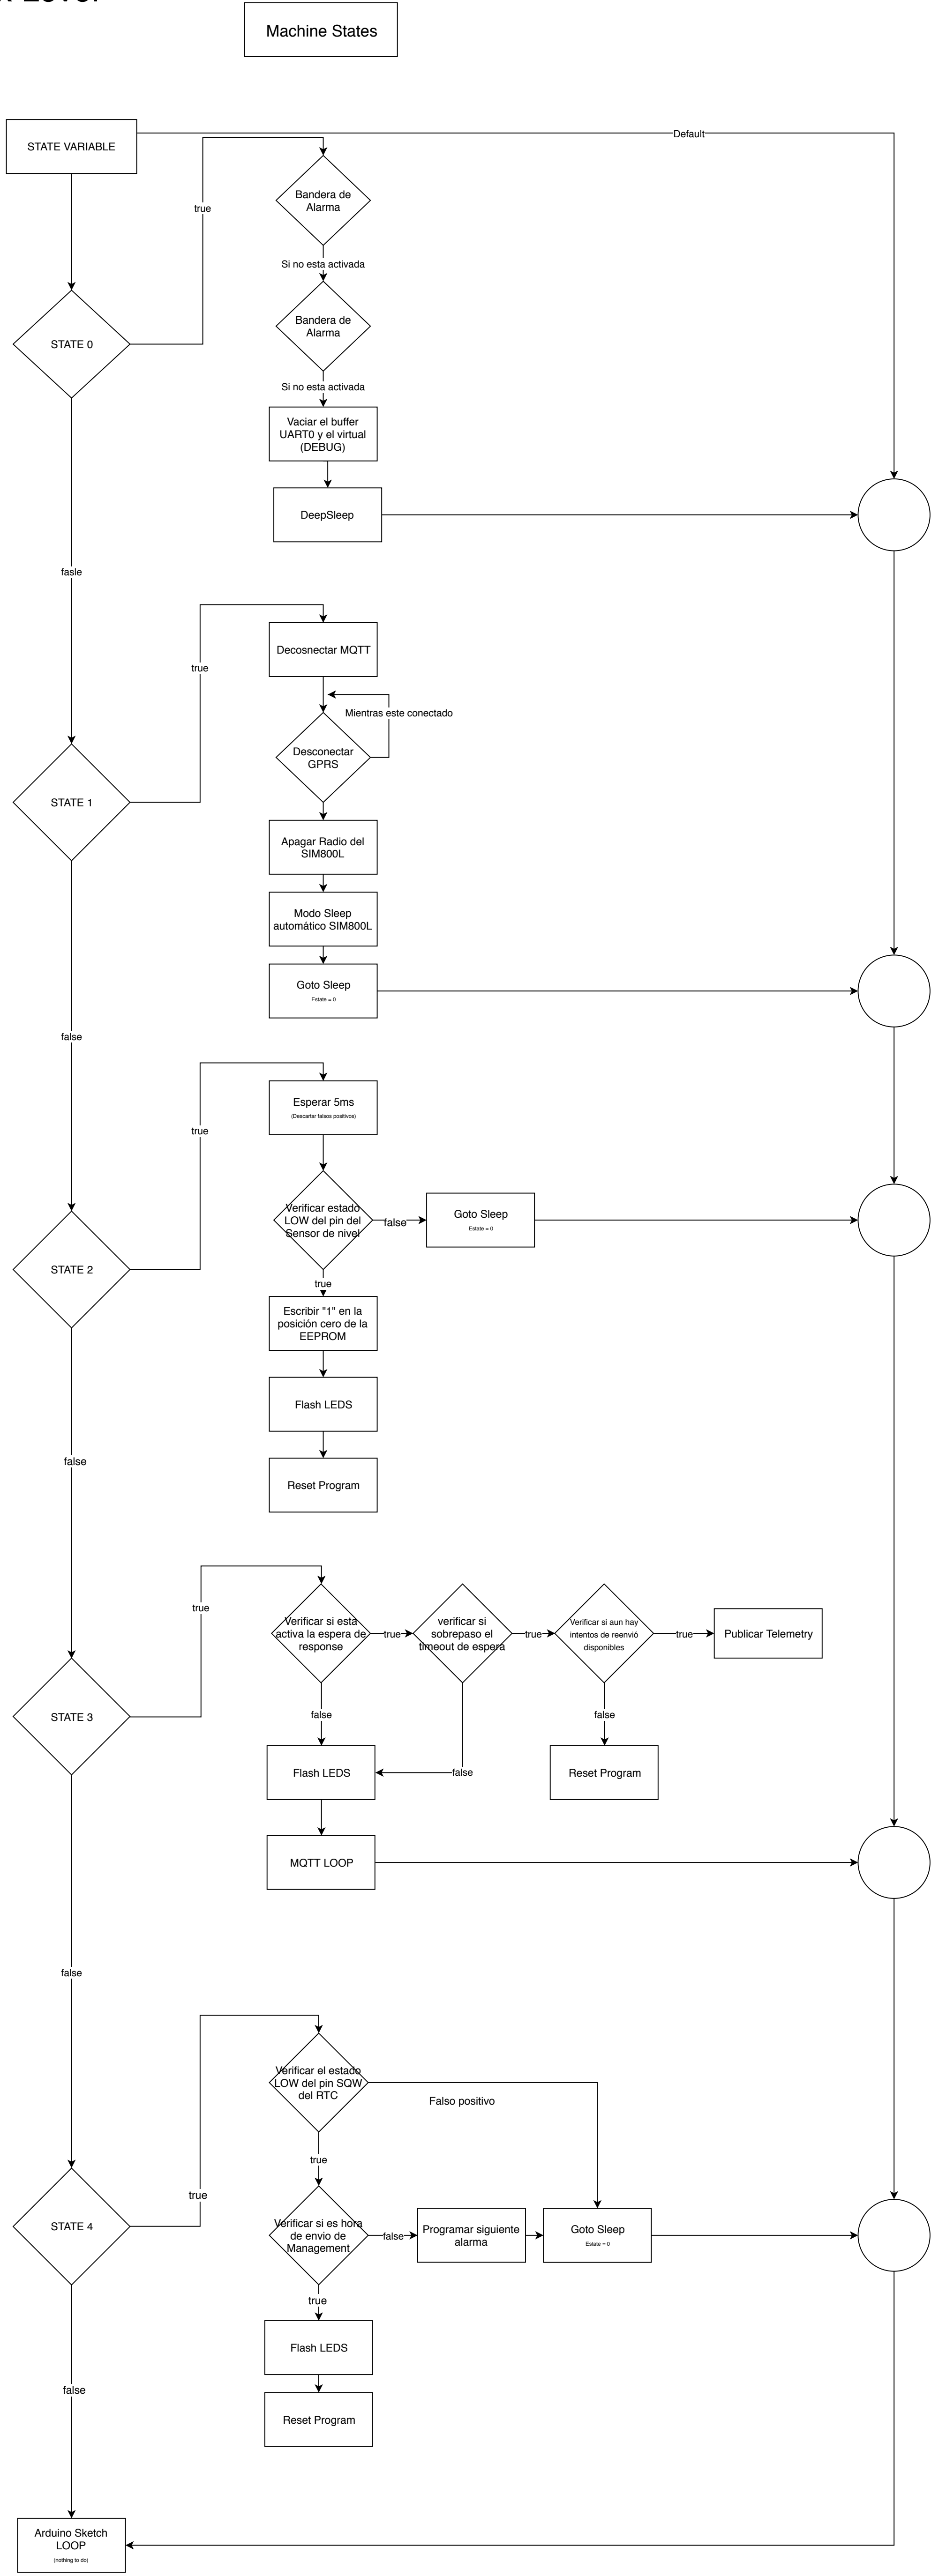 Machine States
STATE VARIABLE
Default
true
Bandera de
Alarma
Si no esta activada
STATE 0
Bandera de
Alarma
Si no esta activada
Vaciar el buffer
UART0 y el virtual
(DEBUG)
DeepSleep
fasle
true
Decosnectar MQTT
Mientras este conectado
Desconectar
GPRS
STATE 1
Apagar Radio del
SIM800L
Modo Sleep
automático SIM800L
Goto Sleep
Estate = 0
false
true
Esperar 5ms
(Descartar falsos positivos)
Verificar estado
LOW del pin del
Sensor de nivel
false
Goto Sleep
Estate = 0
STATE 2
true
Escribir "1" en la
posición cero de la
EEPROM
Flash LEDS
false
Reset Program
true
Verificar si esta
activa la espera de
response
true
verificar si
sobrepaso el
timeout de espera
true
Verificar si aun hay
intentos de reenvió
disponibles
true
Publicar Telemetry
STATE 3
false
false
Flash LEDS
false
Reset Program
MQTT LOOP
false
Verificar el estado
LOW del pin SQW
del RTC
Falso positivo
true
true
STATE 4
Verificar si es hora
de envio de
Management
false
Programar siguiente
alarma
Goto Sleep
Estate = 0
true
Flash LEDS
false
Reset Program
Arduino Sketch
LOOP
(nothing to do)